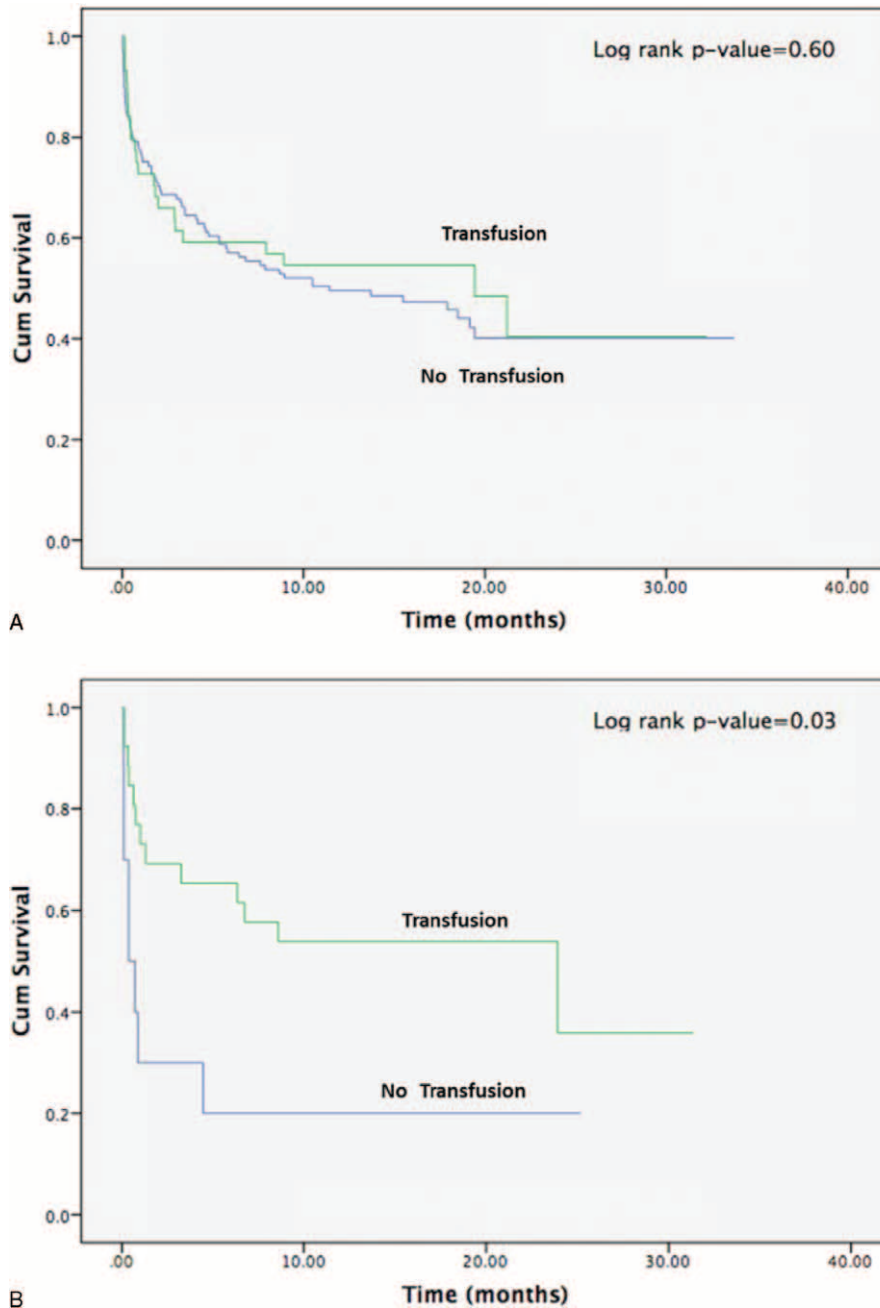 Log rank p-value=0.60
1.0
0.8
0.6
0.4
0.2
0.0
Cum Survival
Transfusion
No Transfusion
.00 10.00 20.00 30.00 40.00
Time (months)
A
Log rank p-value=0.03
1.0
0.8
0.6
0.4
0.2
0.0
Cum Survival
Transfusion
No Transfusion
.00 10.00 20.00 30.00 40.00
Time (months)
B